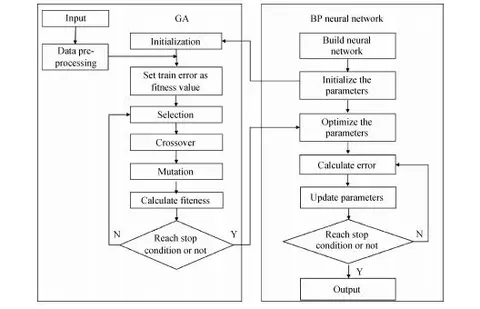 GA
Input
Data pre-
processing
Initialization
Set train error as
fitness value
Selection
Crossover
Mutation
Calculate fiteness
N
Reach stop
condition or not
Y
BP neural network
Build neural
network
Initialize the
parameters
Optimize the
parameters
Calculate error
Update parameters
Reach stop
condition or not
N
Y
Output